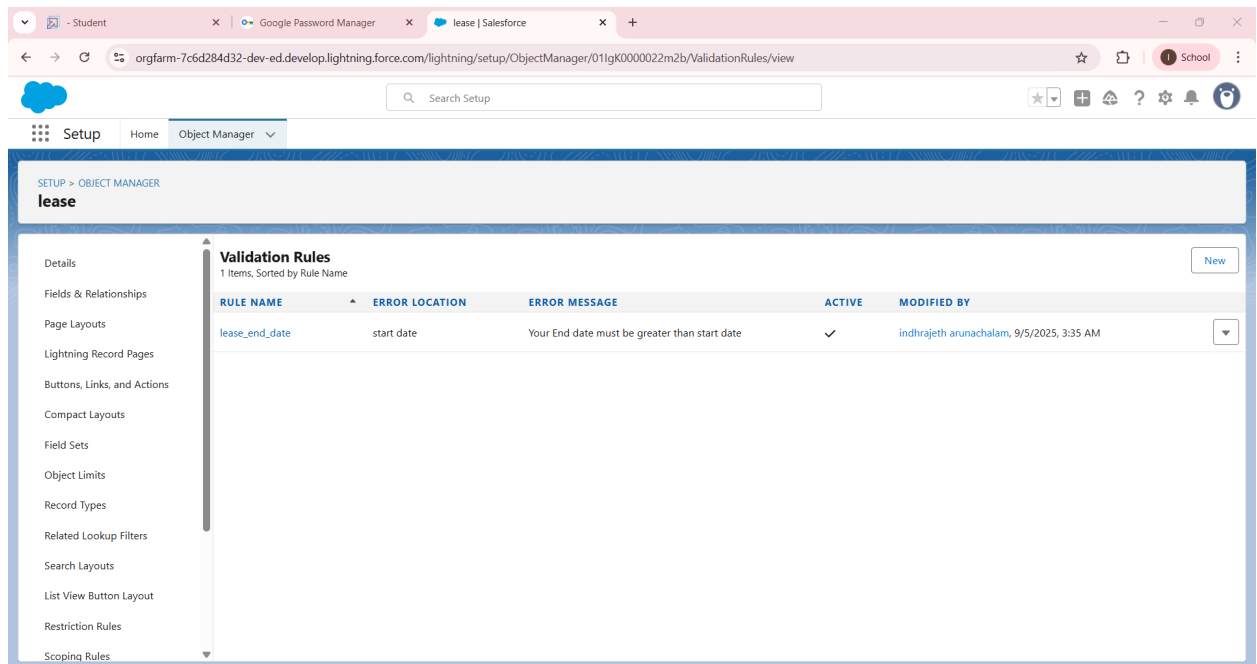 - Student
Google Password Manager
lease | Salesforce
orgfarm-7c6d284d32-dev-ed.develop.lightning.force.com/lightning/setup/ObjectManager/01IgK0000022m2b/ValidationRules/view
I School
Search Setup
Setup Home Object Manager
SETUP > OBJECT MANAGER
lease
Details
Fields & Relationships
Page Layouts
Lightning Record Pages
Buttons, Links, and Actions
Compact Layouts
Field Sets
Object Limits
Record Types
Related Lookup Filters
Search Layouts
List View Button Layout
Restriction Rules
Scoping Rules
Validation Rules
1 Items, Sorted by Rule Name
New
RULE NAME ERROR LOCATION ERROR MESSAGE ACTIVE MODIFIED BY
lease_end_date start date Your End date must be greater than start date indhrajeth arunachalam, 9/5/2025, 3:35 AM